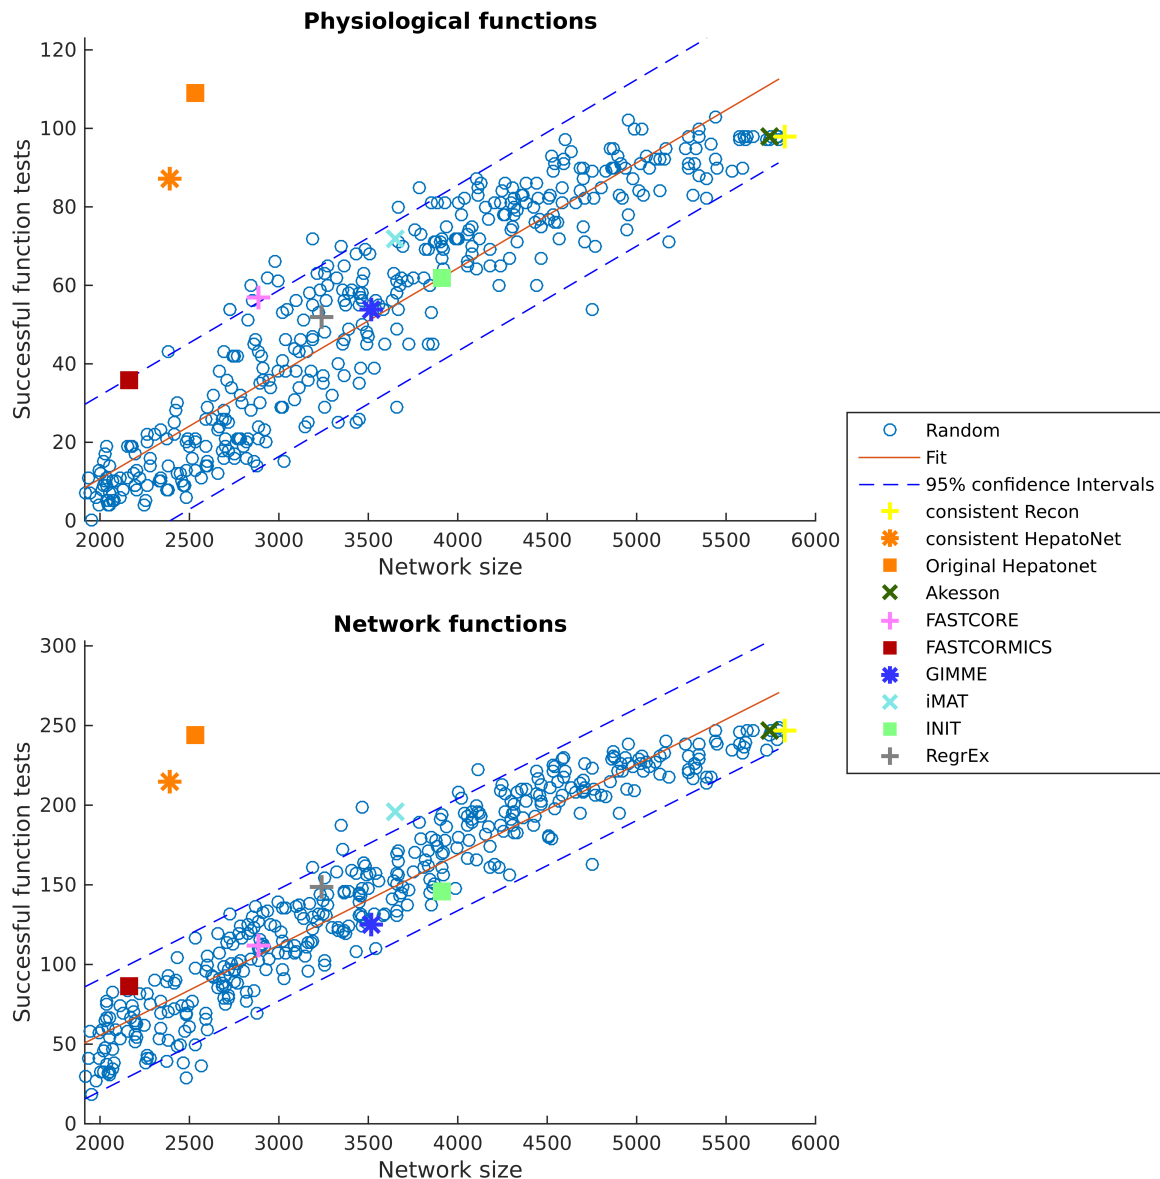 Physiological functions
120
100
80
60
40
20
0
Successful function tests
2000 2500 3000 3500 4000 4500 5000 5500 6000
Network size
Random
Fit
95% confidence Intervals
consistent Recon
consistent HepatoNet
Original Hepatonet
Akesson
FASTCORE
FASTCORMICS
GIMME
iMAT
INIT
RegrEx
Network functions
300
250
200
150
100
50
0
Successful function tests
2000 2500 3000 3500 4000 4500 5000 5500 6000
Network size